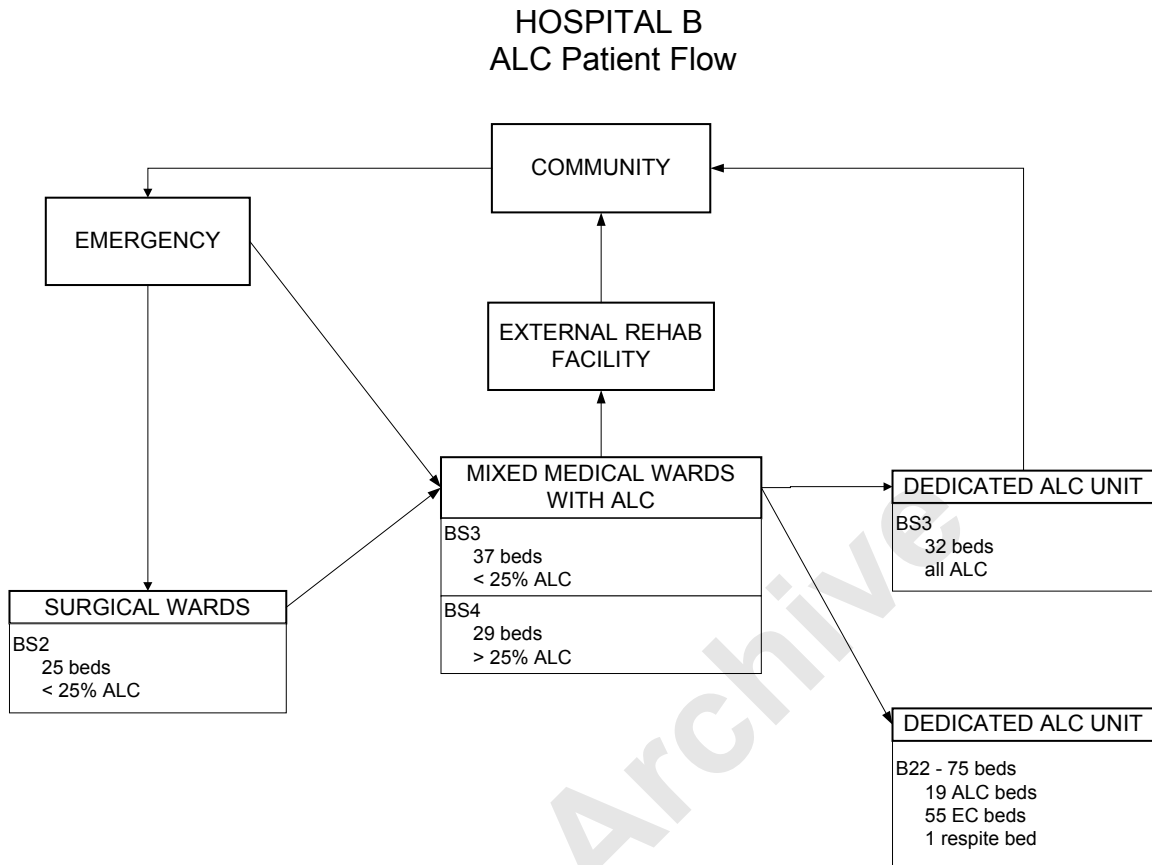 HOSPITAL B
ALC Patient Flow
COMMUNITY
EMERGENCY
EXTERNAL REHAB
FACILITY
MIXED MEDICAL WARDS
WITH ALC
BS3
37 beds
< 25% ALC
BS4
29 beds
> 25% ALC
DEDICATED ALC UNIT
BS3
32 beds
all ALC
SURGICAL WARDS
BS2
25 beds
< 25% ALC
DEDICATED ALC UNIT
B22 - 75 beds
19 ALC beds
55 EC beds
1 respite bed
Archive